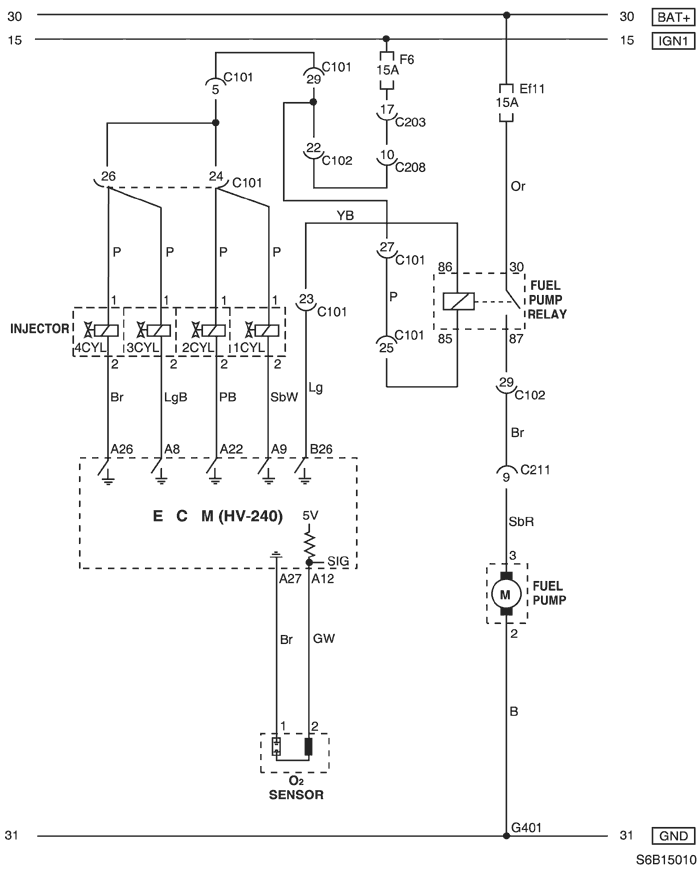 30 30 BAT+
15 15 IGN1
C101 C101 F6
5 29 15A Ef11
15A
17 C203
22 C102 10 C208
26 24 C101
Or
YB
27 C101
P P P P 86 30
23 C101 P FUEL
PUMP
RELAY
1 1 1 1
INJECTOR 4CYL 3CYL 2CYL 1CYL
C101
25 85 87
2 2 2 2
29 C102
Br LgB PB SbW Lg
Br
A26 A8 A22 A9 B26
C211
9
E C M (HV-240) 5V
SbR
SIG
3
A27 A12
M FUEL
PUMP
2
Br GW
B
1 2
O2
SENSOR
G401
31 31 GND
S6B15010